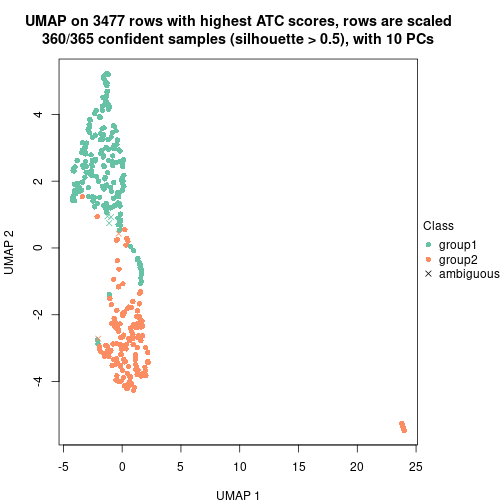 UMAP on 3477 rows with highest ATC scores, rows are scaled
360/365 confident samples (silhouette > 0.5), with 10 PCs
4
2
0
-2
-4
UMAP 2
Class
group1
group2
ambiguous
-5
0
5
10
15
20
25
UMAP 1